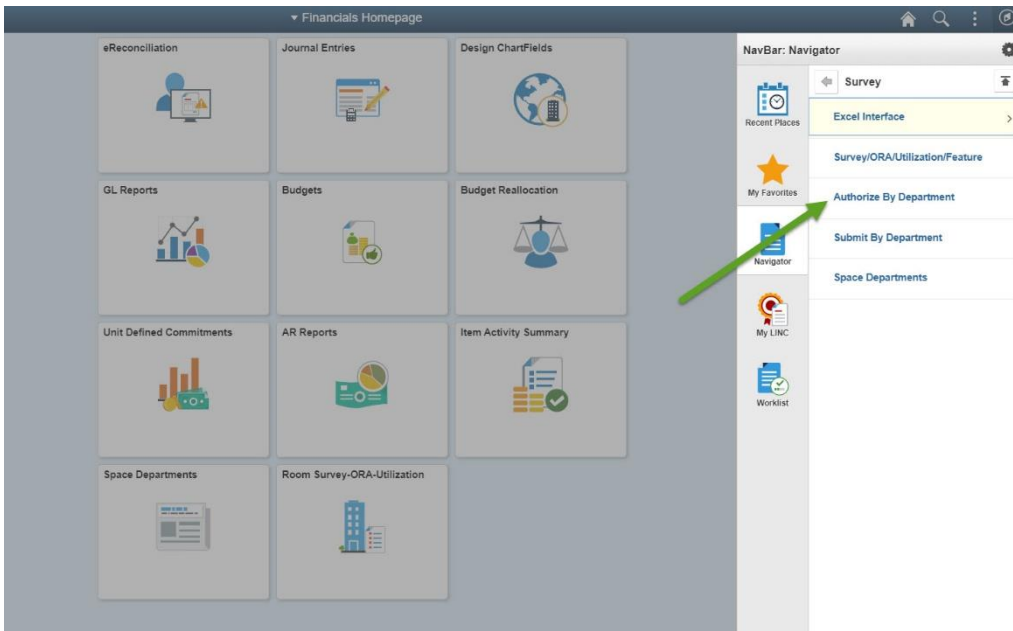 Financials Homepage
eReconciliation
Journal Entries
Design ChartFields
GL Reports
Budgets
Budget Reallocation
Unit Defined Commitments
AR Reports
Item Activity Summary
Space Departments
Room Survey-ORA-Utilization
NavBar: Navigator
Recent Places
My Favorites
Navigator
My LINC
Worklist
Survey
Excel Interface
Survey/ORA/Utilization/Feature
Authorize By Department
Submit By Department
Space Departments